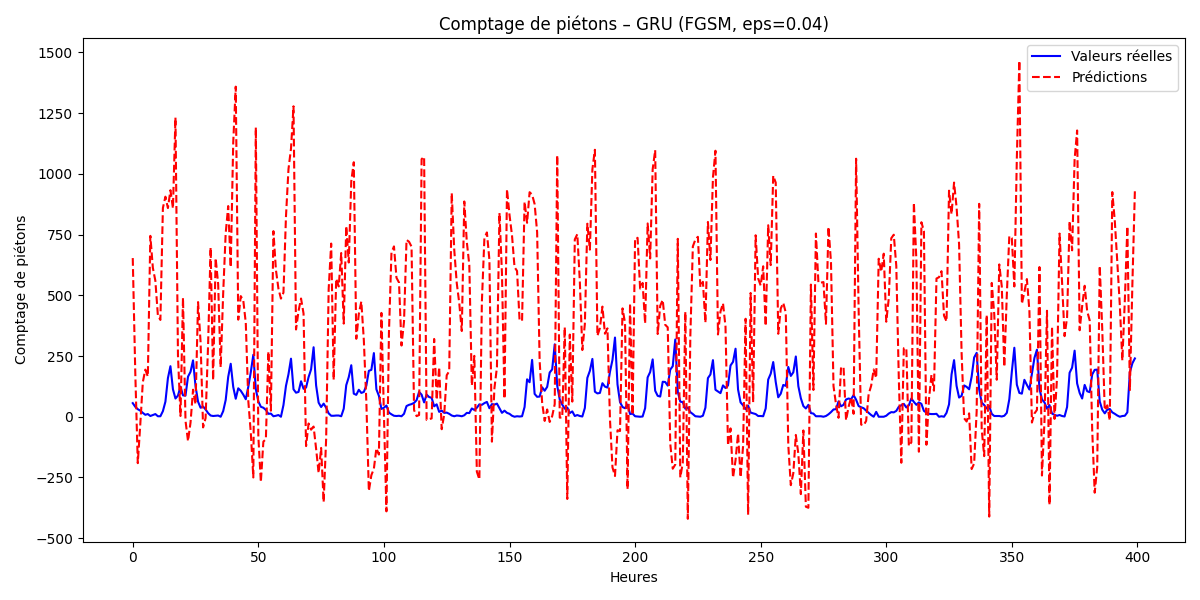 Comptage de piétons – GRU (FGSM, eps=0.04)
Valeurs réelles
Prédictions
Comptage de piétons
1500
1250
1000
750
500
250
0
−250
−500
0 50 100 150 200 250 300 350 400
Heures